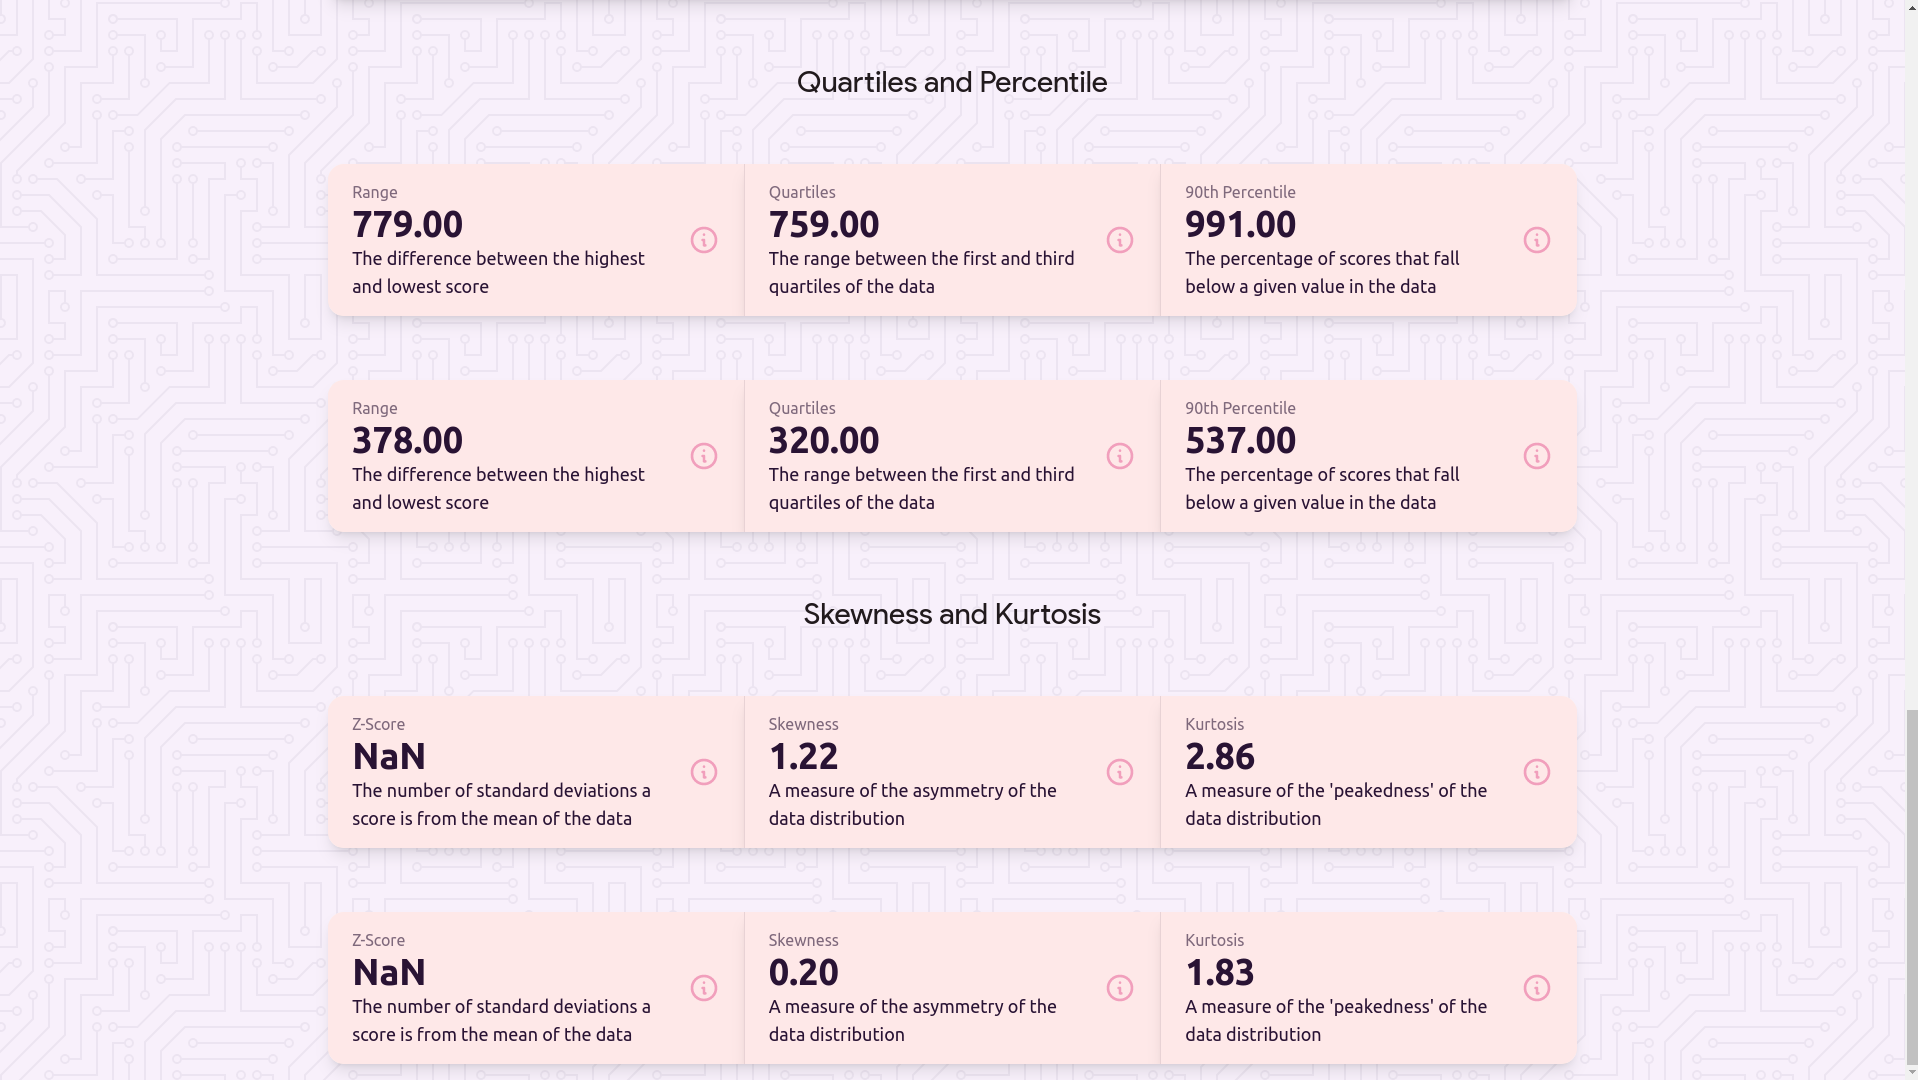 Quartiles and Percentile
Range
779.00
The difference between the highest
and lowest score
Quartiles
759.00
The range between the first and third
quartiles of the data
90th Percentile
991.00
The percentage of scores that fall
below a given value in the data
Range
378.00
The difference between the highest
and lowest score
Quartiles
320.00
The range between the first and third
quartiles of the data
90th Percentile
537.00
The percentage of scores that fall
below a given value in the data
Skewness and Kurtosis
Z-Score
NaN
The number of standard deviations a
score is from the mean of the data
Skewness
1.22
A measure of the asymmetry of the
data distribution
Kurtosis
2.86
A measure of the 'peakedness' of the
data distribution
Z-Score
NaN
The number of standard deviations a
score is from the mean of the data
Skewness
0.20
A measure of the asymmetry of the
data distribution
Kurtosis
1.83
A measure of the 'peakedness' of the
data distribution